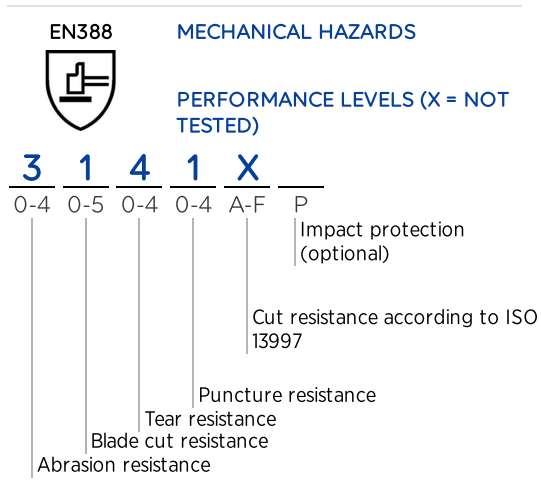 EN388
MECHANICAL HAZARDS
PERFORMANCE LEVELS (X = NOT
TESTED)
3 1 4 1 X
0-4 0-5 0-4 0-4 A-F P
Impact protection
(optional)
Cut resistance according to ISO
13997
Puncture resistance
Tear resistance
Blade cut resistance
Abrasion resistance